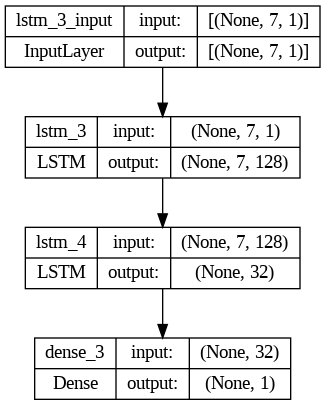 lstm_3_input input: [(None, 7, 1)]
InputLayer output: [(None, 7, 1)]
lstm_3 input: (None, 7, 1)
LSTM output: (None, 7, 128)
lstm_4 input: (None, 7, 128)
LSTM output: (None, 32)
dense_3 input: (None, 32)
Dense output: (None, 1)